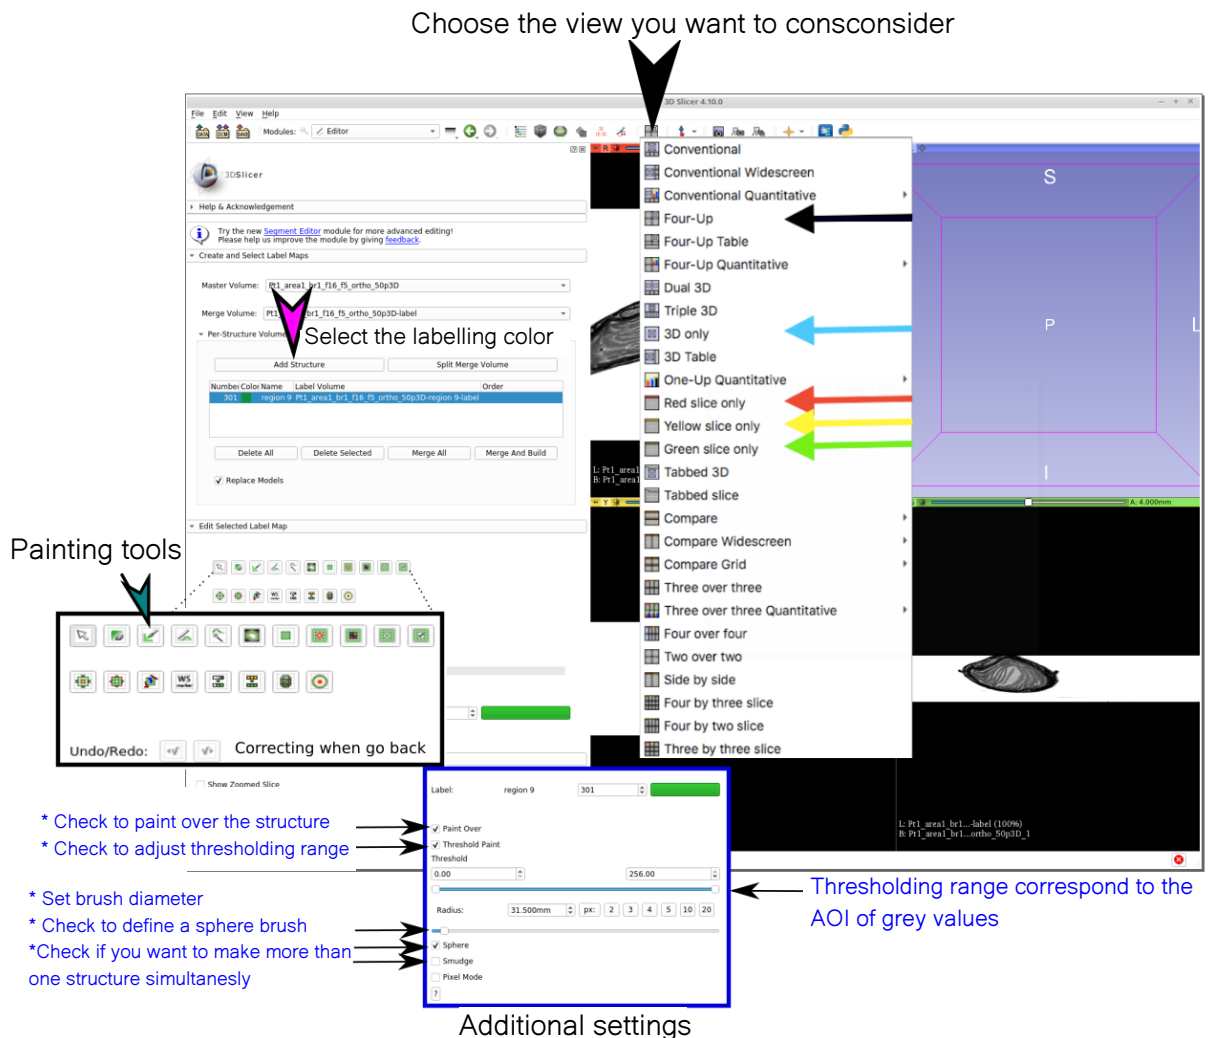 Choose the view you want to consconsider
3D Slicer 4.10.0
File Edit View Help
DATA DCM SAVE Modules: Editor
3DSlicer
Help & Acknowledgement
Try the new Segment Editor module for more advanced editing!
Please help us improve the module by giving feedback.
Create and Select Label Maps
Master Volume: Pt1_area1_br1_f16_f5_ortho_50p3D
Merge Volume: Pt1_ br1_f16_f5_ortho_50p3D-label
Per-Structure Volume
Select the labelling color
Add Structure Split Merge Volume
Number Color Name Label Volume Order
301 region 9 Pt1_area1_br1_f16_f5_ortho_50p3D-region 9-label
Delete All Delete Selected Merge All Merge And Build
Replace Models
Edit Selected Label Map
Painting tools
WS
WS
Undo/Redo: Correcting when go back
Show Zoomed Slice
R
Conventional
Conventional Widescreen
Conventional Quantitative
Four-Up
Four-Up Table
Four-Up Quantitative
Dual 3D
Triple 3D
3D only
3D Table
One-Up Quantitative
Red slice only
Yellow slice only
Green slice only
Tabbed 3D
Tabbed slice
Compare
Compare Widescreen
Compare Grid
Three over three
Three over three Quantitative
Four over four
Two over two
Side by side
Four by three slice
Four by two slice
Three by three slice
S
P
L
I
L: Pt1_area1
B: Pt1_area1
Y
A: 4.000mm
L: Pt1_area1_br1...-label (100%)
B: Pt1_area1_br1...ortho_50p3D_1
Label: region 9 301
Paint Over
Threshold Paint
Threshold
0.00 256.00
Radius: 31.500mm px: 2 3 4 5 10 20
Sphere
Smudge
Pixel Mode
?
* Check to paint over the structure
* Check to adjust thresholding range
* Set brush diameter
* Check to define a sphere brush
*Check if you want to make more than
one structure simultanesly
Thresholding range correspond to the
AOI of grey values
Additional settings